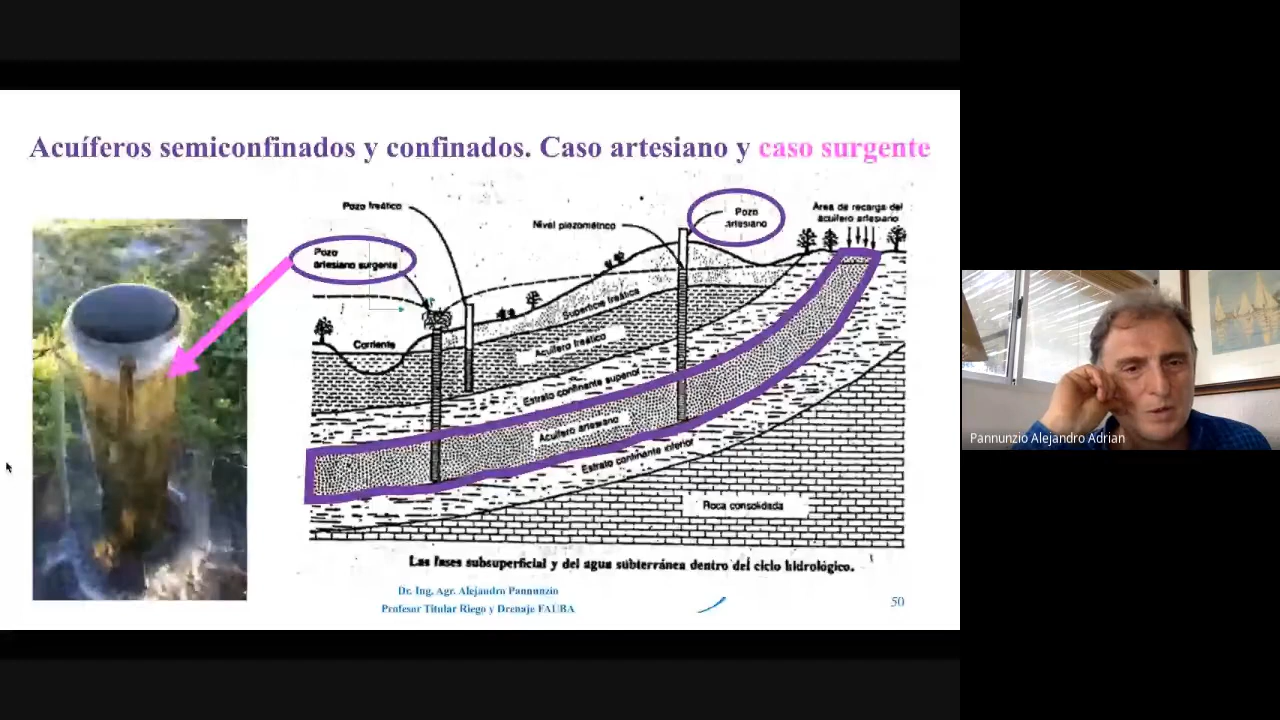 Acuíferos semiconfinados y confinados. Caso artesiano y caso surgente
Pozo freático
Pozo
artesiano surgente
Nivel piezométrico
Pozo
artesiano
Area de recarga del
acuífero artesiano
Corriente
Superficie freática
Acuífero freático
Estrato confinante superior
Acuífero artesiano
Estrato confinante inferior
Roca consolidada
Las fases subsuperficial y del agua subterránea dentro del ciclo hidrológico.
Dr. Ing. Agr. Alejandro Pannunzio
Profesor Titular Riego y Drenaje FAUBA
50
Pannunzio Alejandro Adrian